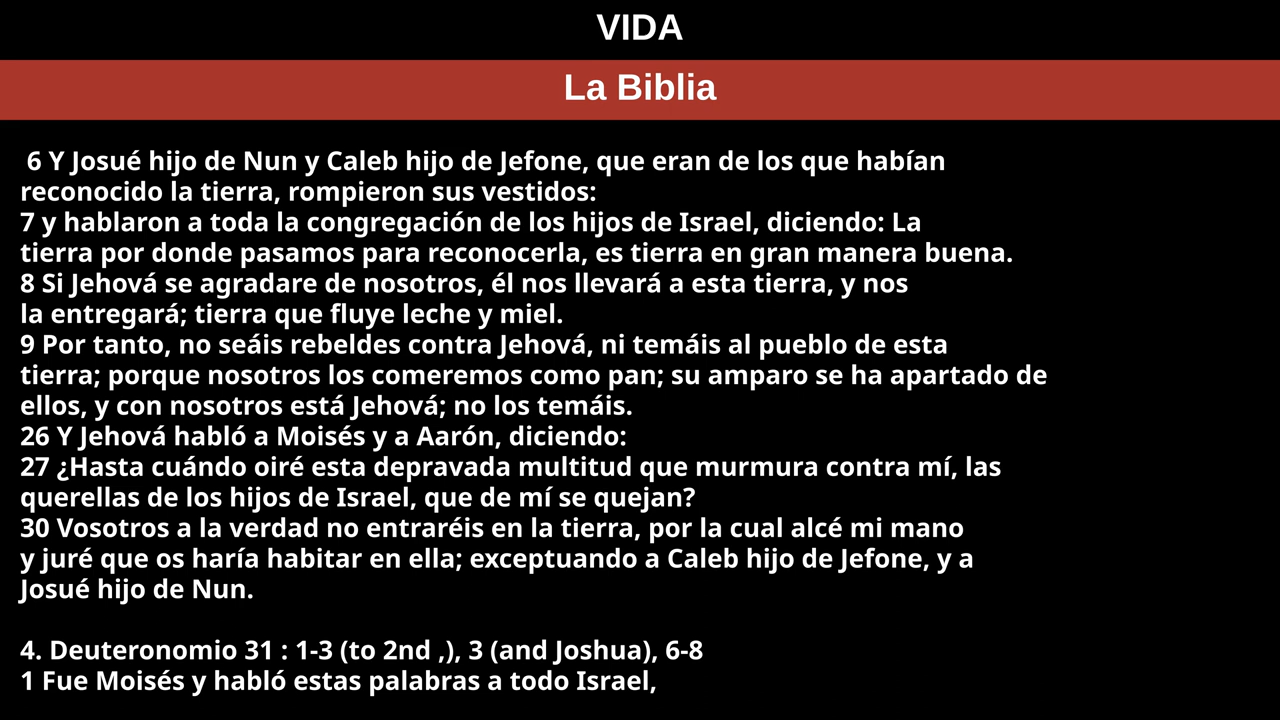 VIDA
La Biblia
6 Y Josué hijo de Nun y Caleb hijo de Jefone, que eran de los que habían
reconocido la tierra, rompieron sus vestidos:
7 y hablaron a toda la congregación de los hijos de Israel, diciendo: La
tierra por donde pasamos para reconocerla, es tierra en gran manera buena.
8 Si Jehová se agradare de nosotros, él nos llevará a esta tierra, y nos
la entregará; tierra que fluye leche y miel.
9 Por tanto, no seáis rebeldes contra Jehová, ni temáis al pueblo de esta
tierra; porque nosotros los comeremos como pan; su amparo se ha apartado de
ellos, y con nosotros está Jehová; no los temáis.
26 Y Jehová habló a Moisés y a Aarón, diciendo:
27 ¿Hasta cuándo oiré esta depravada multitud que murmura contra mí, las
querellas de los hijos de Israel, que de mí se quejan?
30 Vosotros a la verdad no entraréis en la tierra, por la cual alcé mi mano
y juré que os haría habitar en ella; exceptuando a Caleb hijo de Jefone, y a
Josué hijo de Nun.
4. Deuteronomio 31 : 1-3 (to 2nd ,), 3 (and Joshua), 6-8
1 Fue Moisés y habló estas palabras a todo Israel,